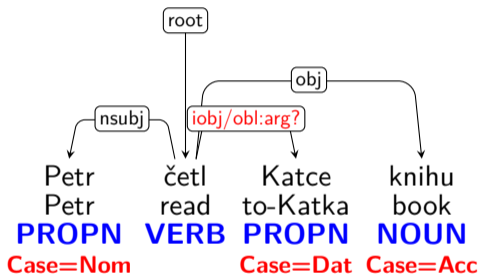 root
obj
nsubj iobj/obl:arg?
Petr četl Katce knihu
Petr read to-Katka book
PROPN VERB PROPN NOUN
Case=Nom Case=Dat Case=Acc